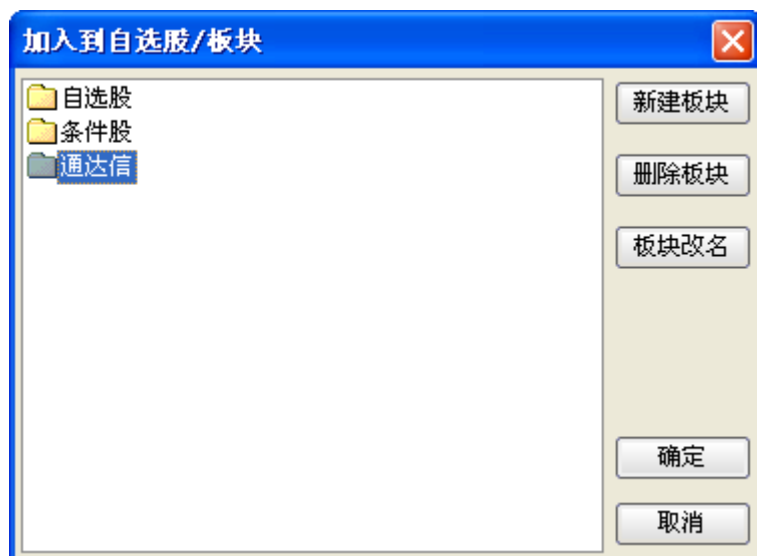 加入到自选股/板块
自选股
条件股
通达信
新建板块
删除板块
板块改名
确定
取消